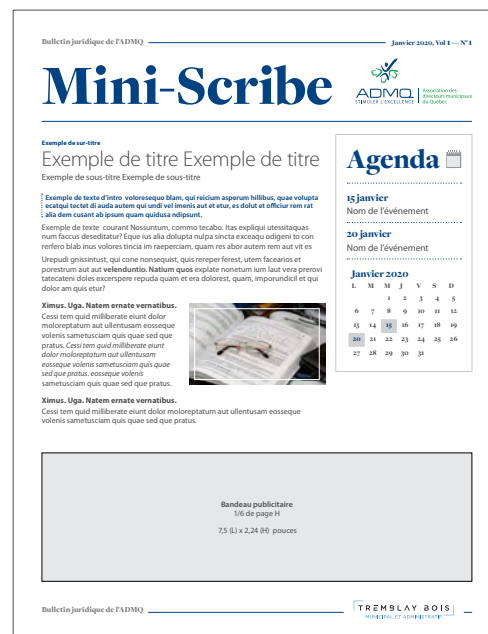 Bulletin juridique de l'ADMQ
Janvier 2020, Vol 1 — N° 1
Mini-Scribe
ADMQ
STIMULER L'EXCELLENCE
Association des
directeurs municipaux
du Québec
Exemple de sur-titre
Exemple de titre Exemple de titre
Exemple de sous-titre Exemple de sous-titre
Exemple de texte d'intro voloresequo blam, qui reicium asperum hillibus, quae volupta
ecatqui tectet di auda autem qui undi vel imenis aut et etur, es dolut et officiur rem rat
alia dem cusant ab ipsum quam quidusa ndipsunt.
Exemple de texte courant Nossuntum, commo tecabo. Itas expliqui utessitaquas
num faccus deseditatur? Eque ius alia dolupta nulpa sincta exceaqu odigeni to con
rerfero blab inus volores tincia im raeperciam, quam res abor autem rem aut vit es
Urepudi gnissintust, qui cone nonsequist, quis rereper ferest, utem facearios et
porestrum aut aut velenduntio. Natium quos explate nonetum ium laut vera prerovi
tatecateni doles excerspere repuda quam et era dolorest, quam, imporundicil et qui
dolor am quis etur?
Ximus. Uga. Natem ernate vernatibus.
Cessi tem quid milliberate eiunt dolor
moloreptatum aut ullentusam eosseque
volenis sametusciam quis quae sed que
pratus. Cessi tem quid milliberate eiunt
dolor moloreptatum aut ullentusam
eosseque volenis sametusciam quis quae
sed que pratus. eosseque volenis
sametusciam quis quae sed que pratus.
Ximus. Uga. Natem ernate vernatibus.
Cessi tem quid milliberate eiunt dolor moloreptatum aut ullentusam eosseque
volenis sametusciam quis quae sed que pratus.
Agenda
15 janvier
Nom de l'événement
20 janvier
Nom de l'événement
Janvier 2020
L M M J V S D
1 2 3 4 5
6 7 8 9 10 11 12
13 14 15 16 17 18 19
20 21 22 23 24 25 26
27 28 29 30 31
Bandeau publicitaire
1/6 de page H
7,5 (L) x 2,24 (H) pouces
Bulletin juridique de l'ADMQ
TREMBLAY BOIS
MUNICIPAL ET ADMINISTRATIF